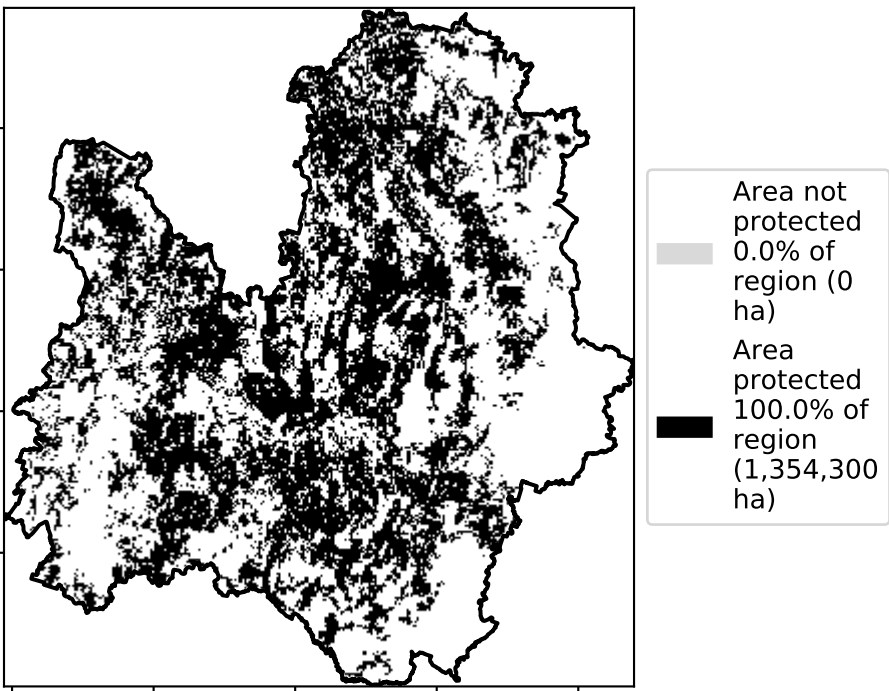 Area not
protected
0.0% of
region (0
ha)
Area
protected
100.0% of
region
(1,354,300
ha)